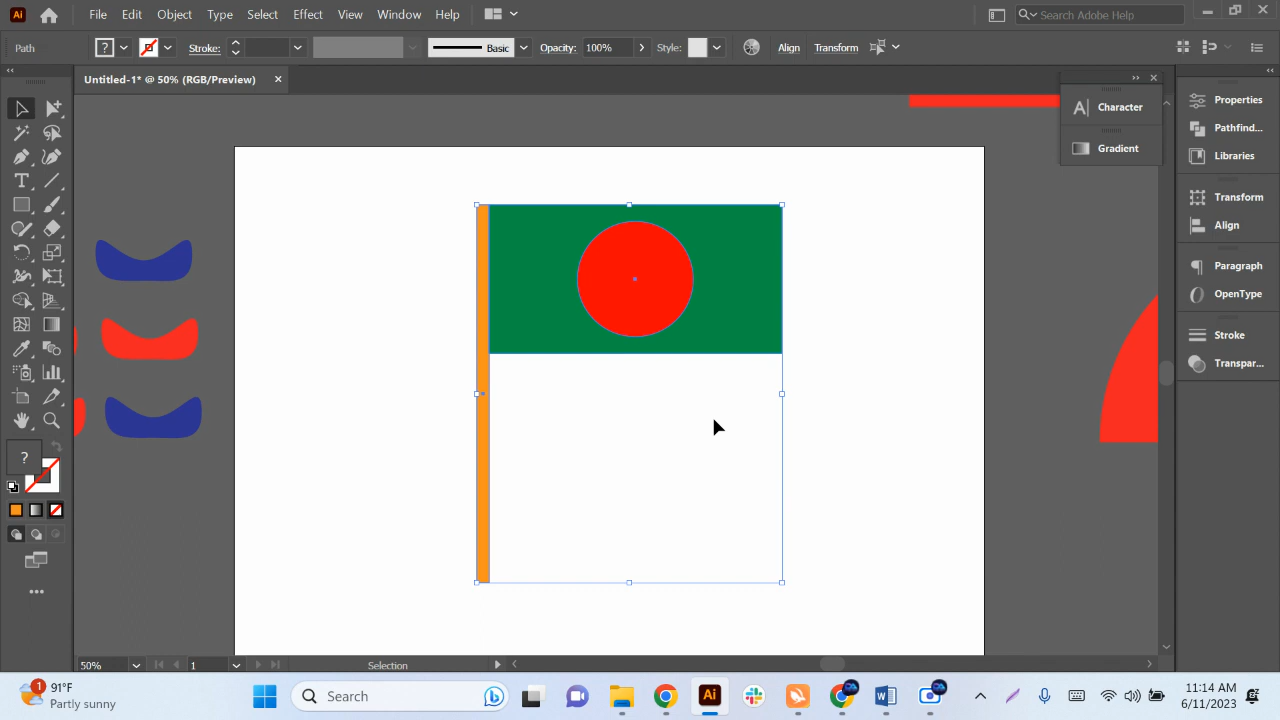 Ai File Edit Object Type Select Effect View Window Help Search Adobe Help
Path ? Stroke: Basic Opacity: 100% Style: Align Transform
Untitled-1* @ 50% (RGB/Preview)
Character
Gradient
Properties
Pathfind...
Libraries
Transform
Align
Paragraph
OpenType
Stroke
Transpar...
T
?
50% 1 Selection
1 91°F
Partly sunny
Search
Ai
W
11:14 AM
6/11/2023